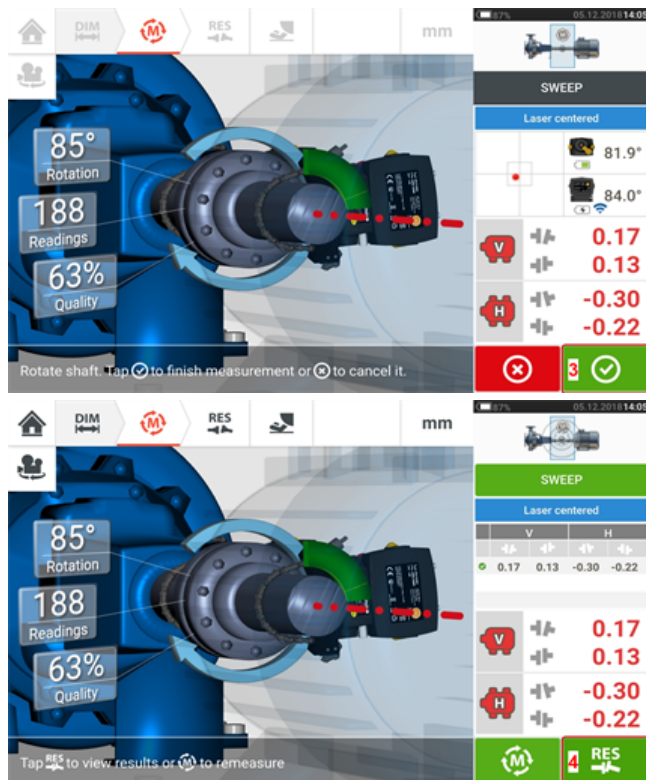 DIM
M
RES
mm
85°
Rotation
188
Readings
63%
Quality
Rotate shaft. Tap to finish measurement or to cancel it.
87% 05.12.2018 14:05
SWEEP
Laser centered
81.9°
84.0°
V
0.17
0.13
H
-0.30
-0.22
3
DIM
M
RES
mm
85°
Rotation
188
Readings
63%
Quality
Tap RES to view results or M to remeasure
87% 05.12.2018 14:05
SWEEP
Laser centered
V H
0.17 0.13 -0.30 -0.22
V
0.17
0.13
H
-0.30
-0.22
M
4 RES